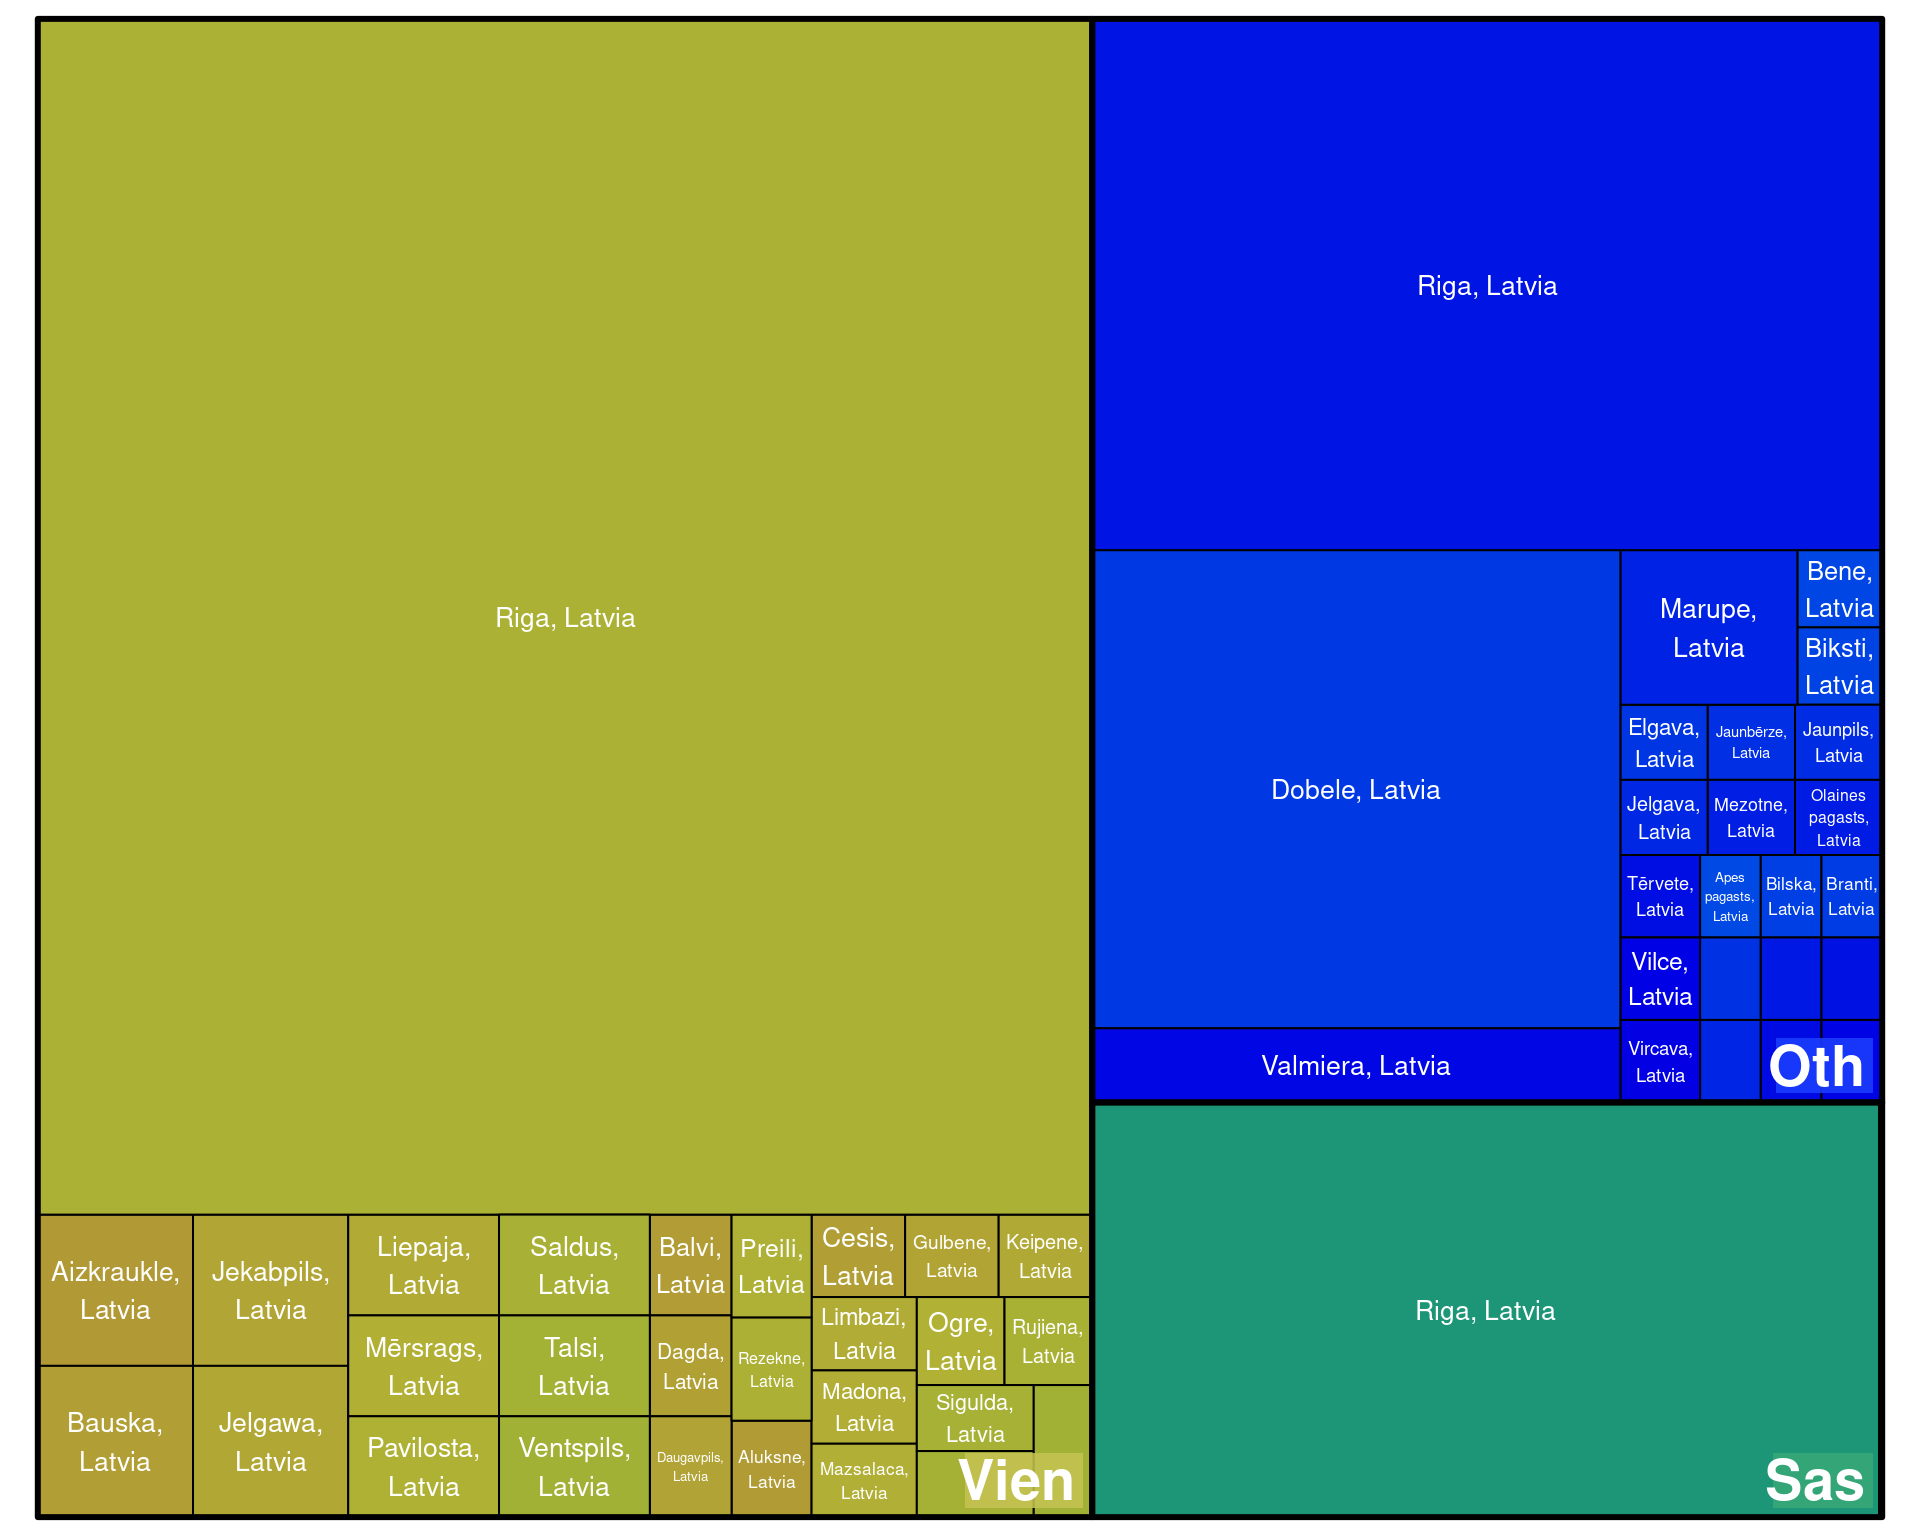 Riga, Latvia
Aizkraukle,
Latvia
Bauska,
Latvia
Jekabpils,
Latvia
Jelgawa,
Latvia
Liepaja,
Latvia
Mērsrags,
Latvia
Pavilosta,
Latvia
Saldus,
Latvia
Talsi,
Latvia
Ventspils,
Latvia
Balvi,
Latvia
Dagda,
Latvia
Daugavpils,
Latvia
Preili,
Latvia
Rezekne,
Latvia
Aluksne,
Latvia
Cesis,
Latvia
Gulbene,
Latvia
Keipene,
Latvia
Limbazi,
Latvia
Madona,
Latvia
Mazsalaca,
Latvia
Ogre,
Latvia
Rujiena,
Latvia
Sigulda,
Latvia
Vien
Riga, Latvia
Dobele, Latvia
Valmiera, Latvia
Marupe,
Latvia
Bene,
Latvia
Biksti,
Latvia
Elgava,
Latvia
Jaunbērze,
Latvia
Jaunpils,
Latvia
Jelgava,
Latvia
Mezotne,
Latvia
Olaines
pagasts,
Latvia
Tērvete,
Latvia
Apes
pagasts,
Latvia
Bilska,
Latvia
Branti,
Latvia
Vilce,
Latvia
Vircava,
Latvia
Oth
Riga, Latvia
Sas